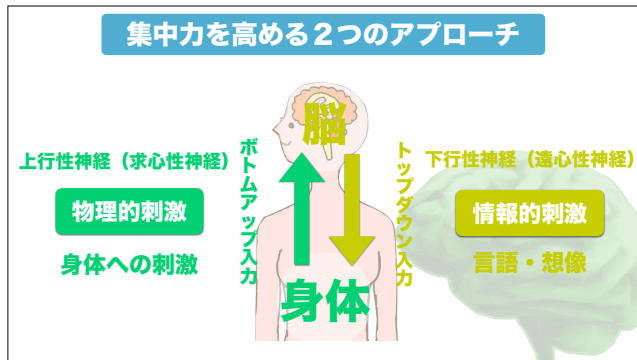 集中力を高める２つのアプローチ
脳
上行性神経（求心性神経）
物理的刺激
身体への刺激
ボトムアップ入力
トップダウン入力
下行性神経（遠心性神経）
情報的刺激
言語・想像
身体